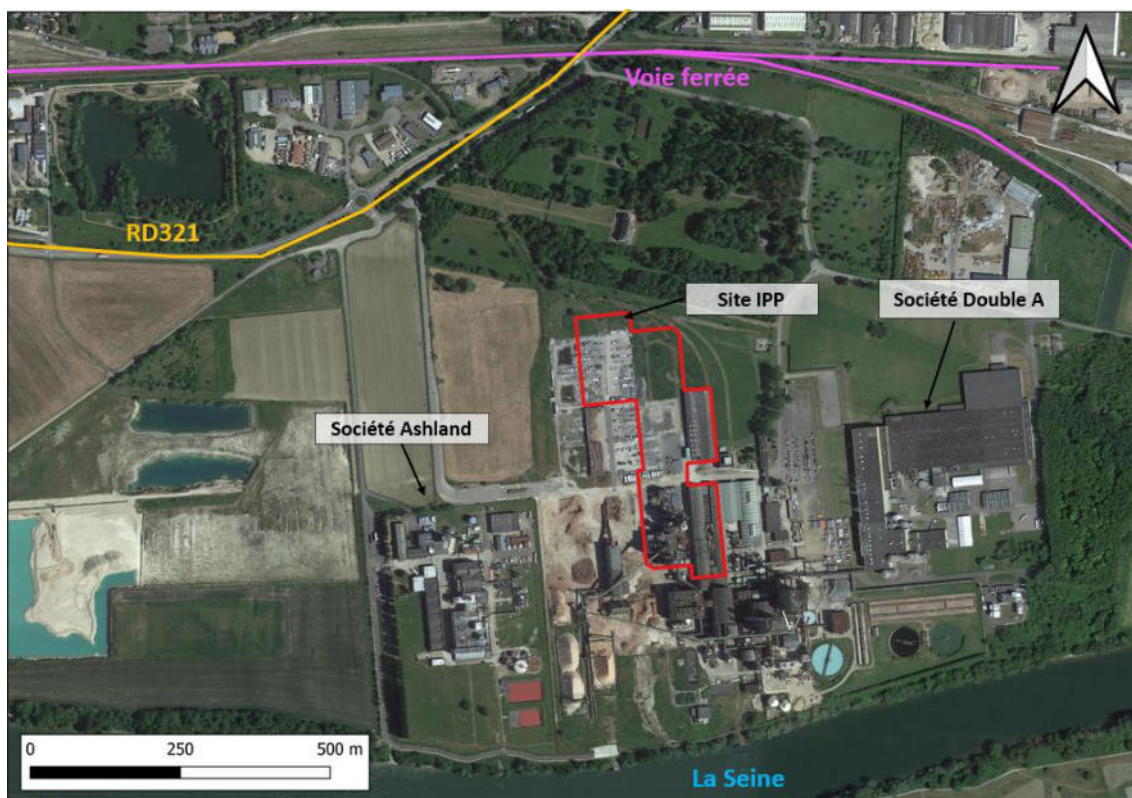 Voie ferrée
RD321
Site IPP
Société Double A
Société Ashland
0 250 500 m
La Seine